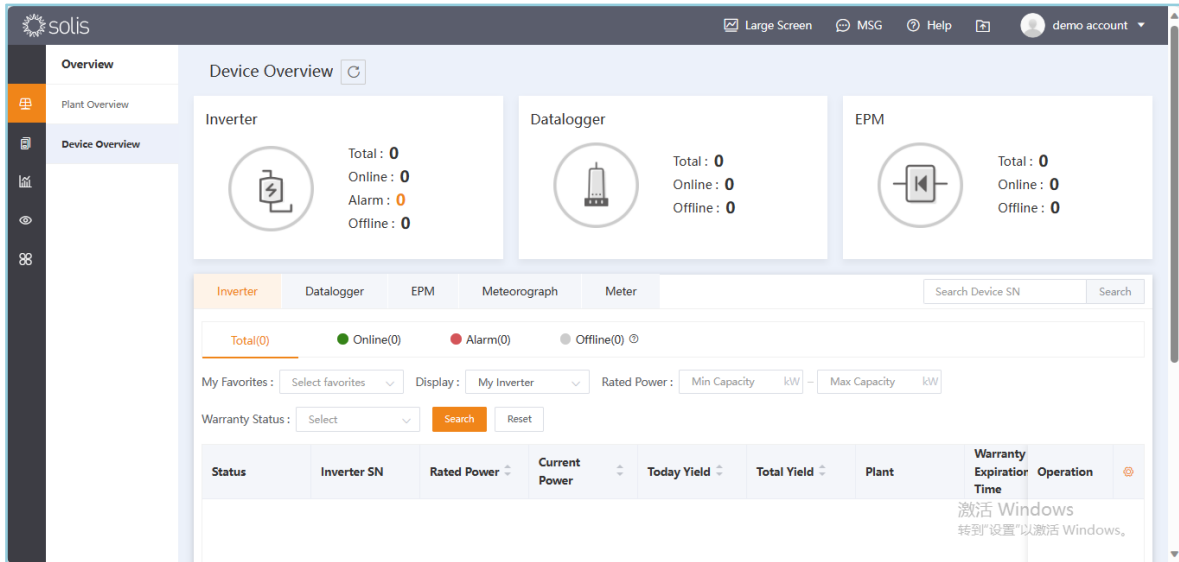 solis
Large Screen
MSG
Help
demo account
Overview
Plant Overview
Device Overview
Device Overview
Inverter
Total : 0
Online : 0
Alarm : 0
Offline : 0
Datalogger
Total : 0
Online : 0
Offline : 0
EPM
Total : 0
Online : 0
Offline : 0
Inverter Datalogger EPM Meteorograph Meter Search Device SN Search
Total(0) Online(0) Alarm(0) Offline(0)
My Favorites : Select favorites Display : My Inverter Rated Power : Min Capacity kW – Max Capacity kW
Warranty Status : Select Search Reset
Status
Inverter SN
Rated Power
Current
Power
Today Yield
Total Yield
Plant
Warranty
Expiration
Time
Operation
激活 Windows
转到"设置"以激活 Windows。